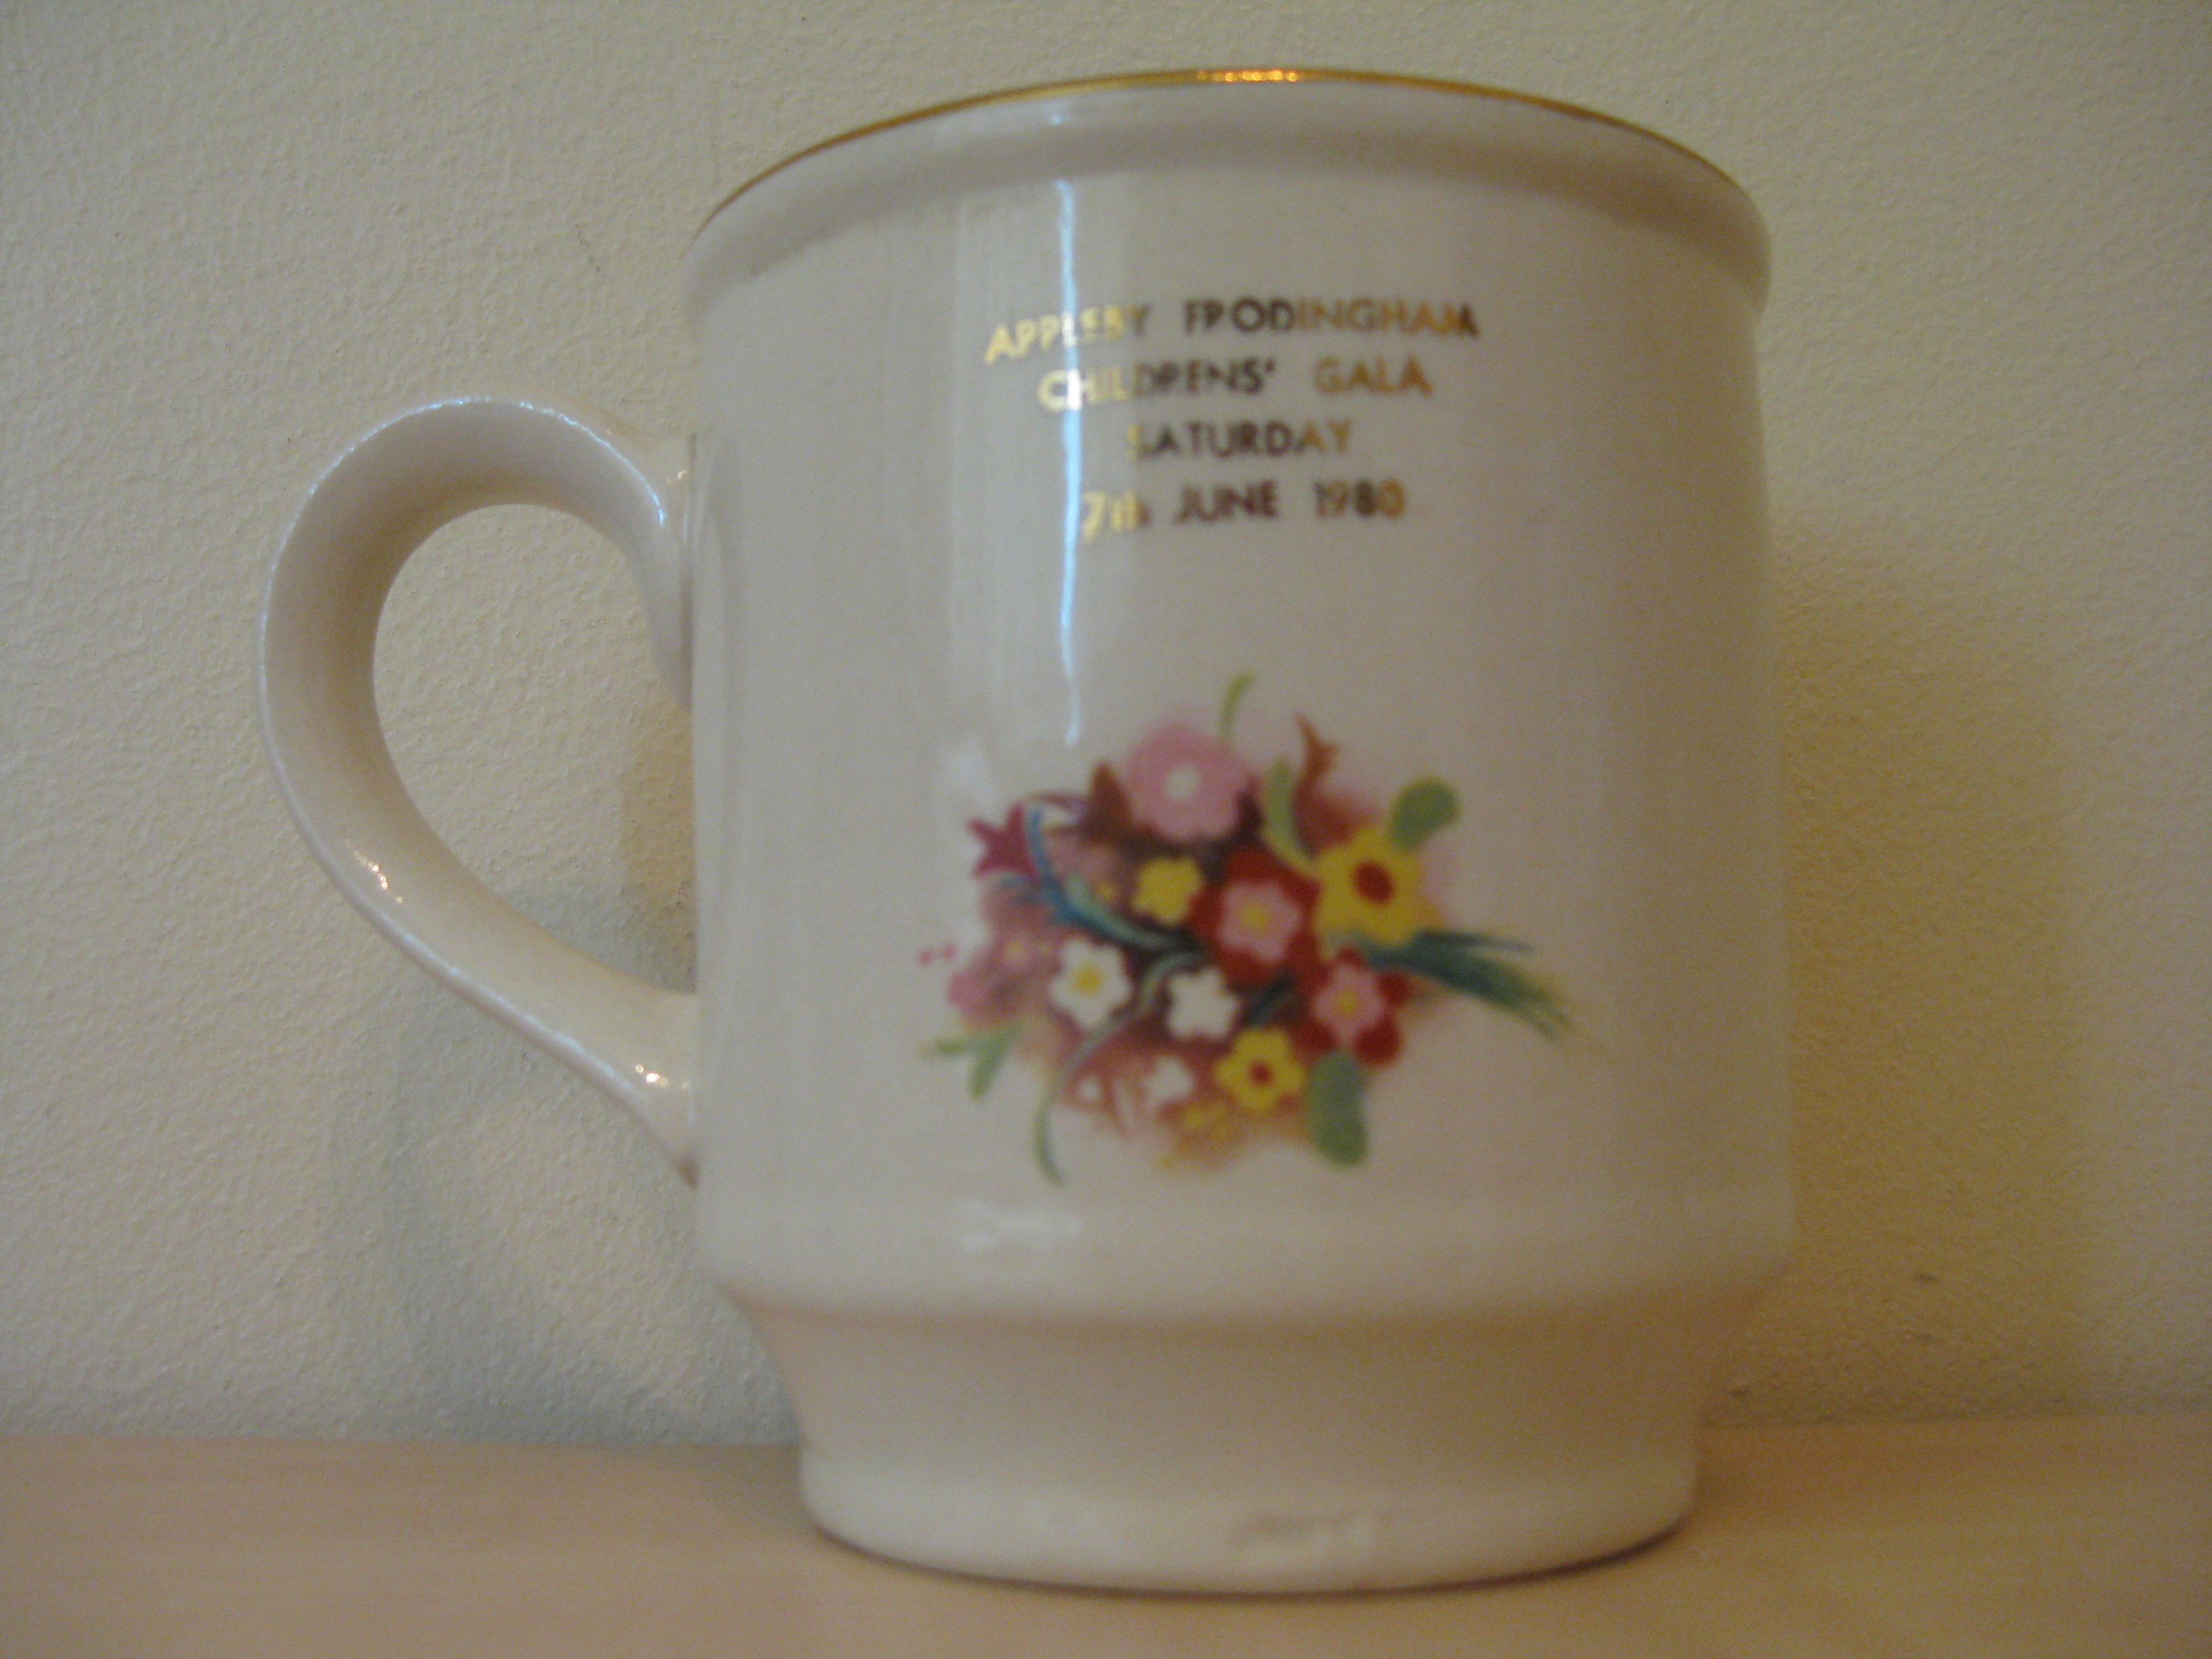 APPLEBY FRODINGHAM
CHILDRENS' GALA
SATURDAY
7th JUNE 1980